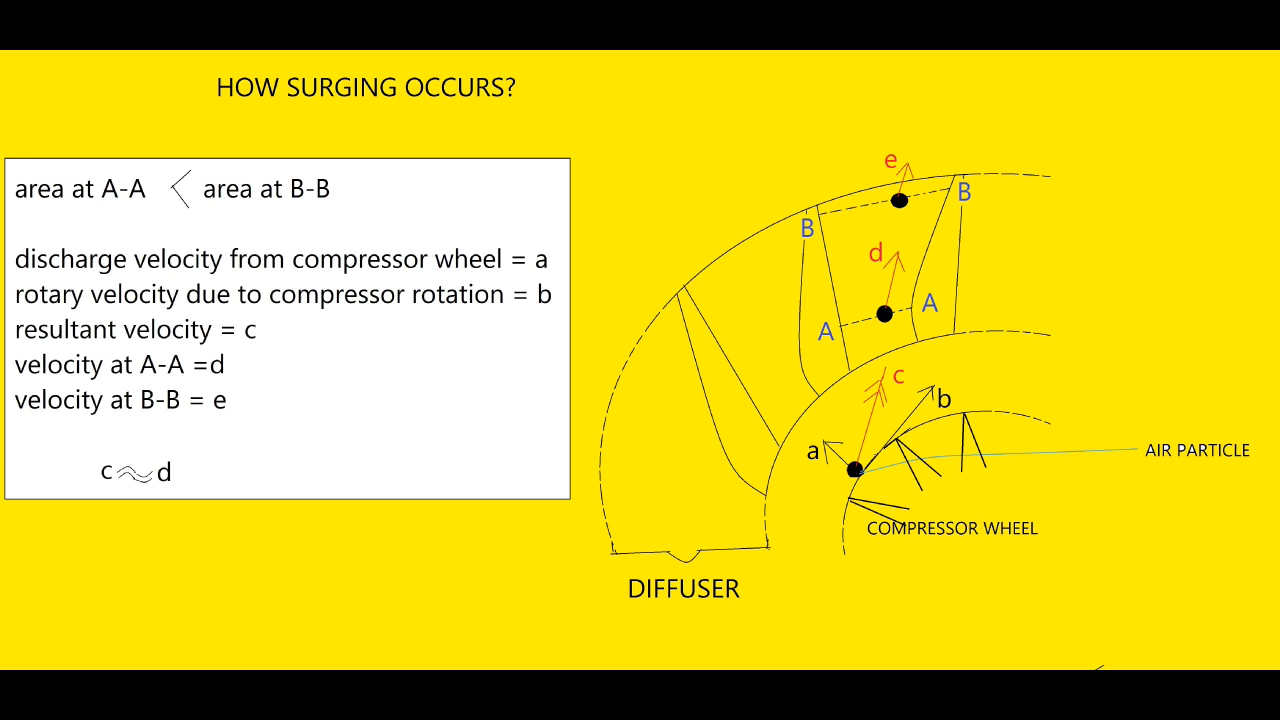 HOW SURGING OCCURS?
area at A-A < area at B-B
discharge velocity from compressor wheel = a
rotary velocity due to compressor rotation = b
resultant velocity = c
velocity at A-A =d
velocity at B-B = e
c ≈ d
e
B
B
d
A
A
c
b
a
AIR PARTICLE
COMPRESSOR WHEEL
DIFFUSER